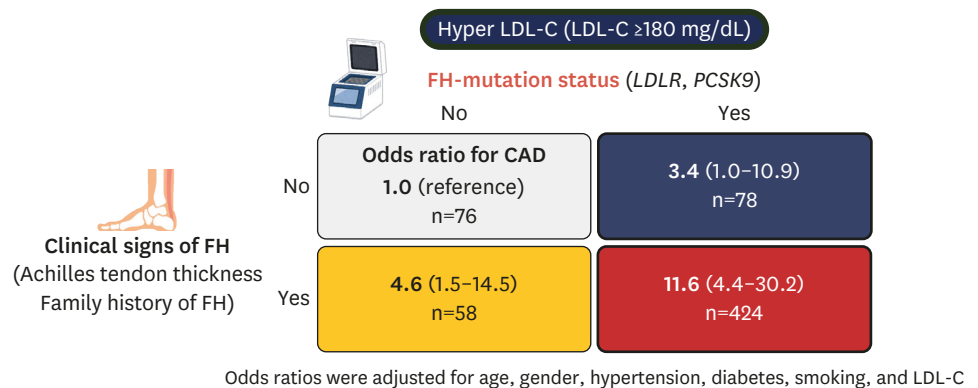 Hyper LDL-C (LDL-C ≥180 mg/dL)
FH-mutation status (LDLR, PCSK9)
No
Yes
No
Odds ratio for CAD
1.0 (reference)
n=76
3.4 (1.0–10.9)
n=78
Clinical signs of FH
(Achilles tendon thickness
Family history of FH)
Yes
4.6 (1.5–14.5)
n=58
11.6 (4.4–30.2)
n=424
Odds ratios were adjusted for age, gender, hypertension, diabetes, smoking, and LDL-C